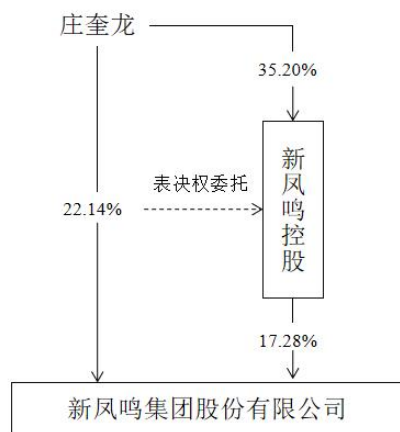 庄奎龙
35.20%
新凤鸣控股
表决权委托
22.14%
17.28%
新凤鸣集团股份有限公司